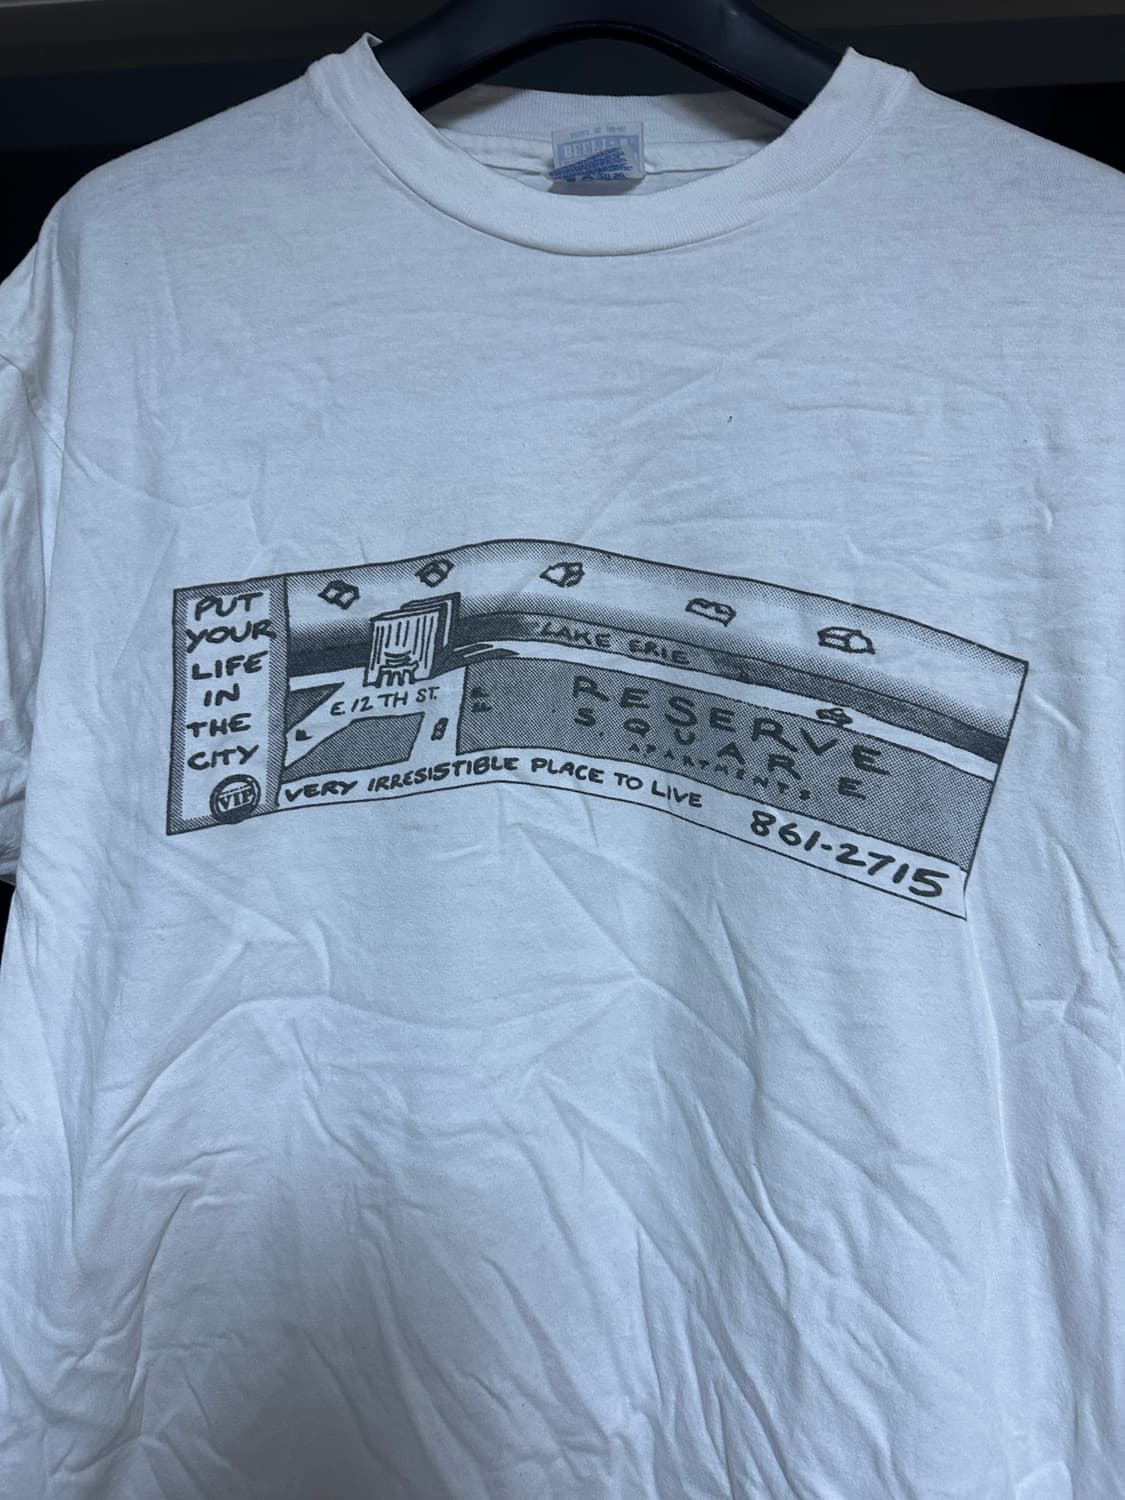 PUT
YOUR
LIFE
IN
THE
CITY
VIP
LAKE ERIE
E. 12 TH ST.
RESERVE
SQUARE
APARTMENTS
VERY IRRESISTIBLE PLACE TO LIVE
861-2715